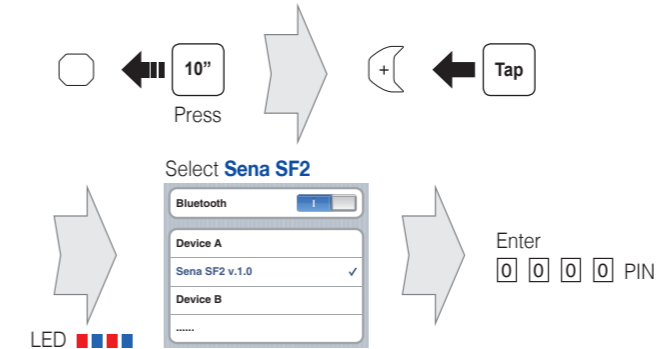 10”
Press
+
Tap
Select Sena SF2
Bluetooth
I
Device A
Sena SF2 v.1.0 ✓
Device B
......
LED
Enter
0 0 0 0 PIN